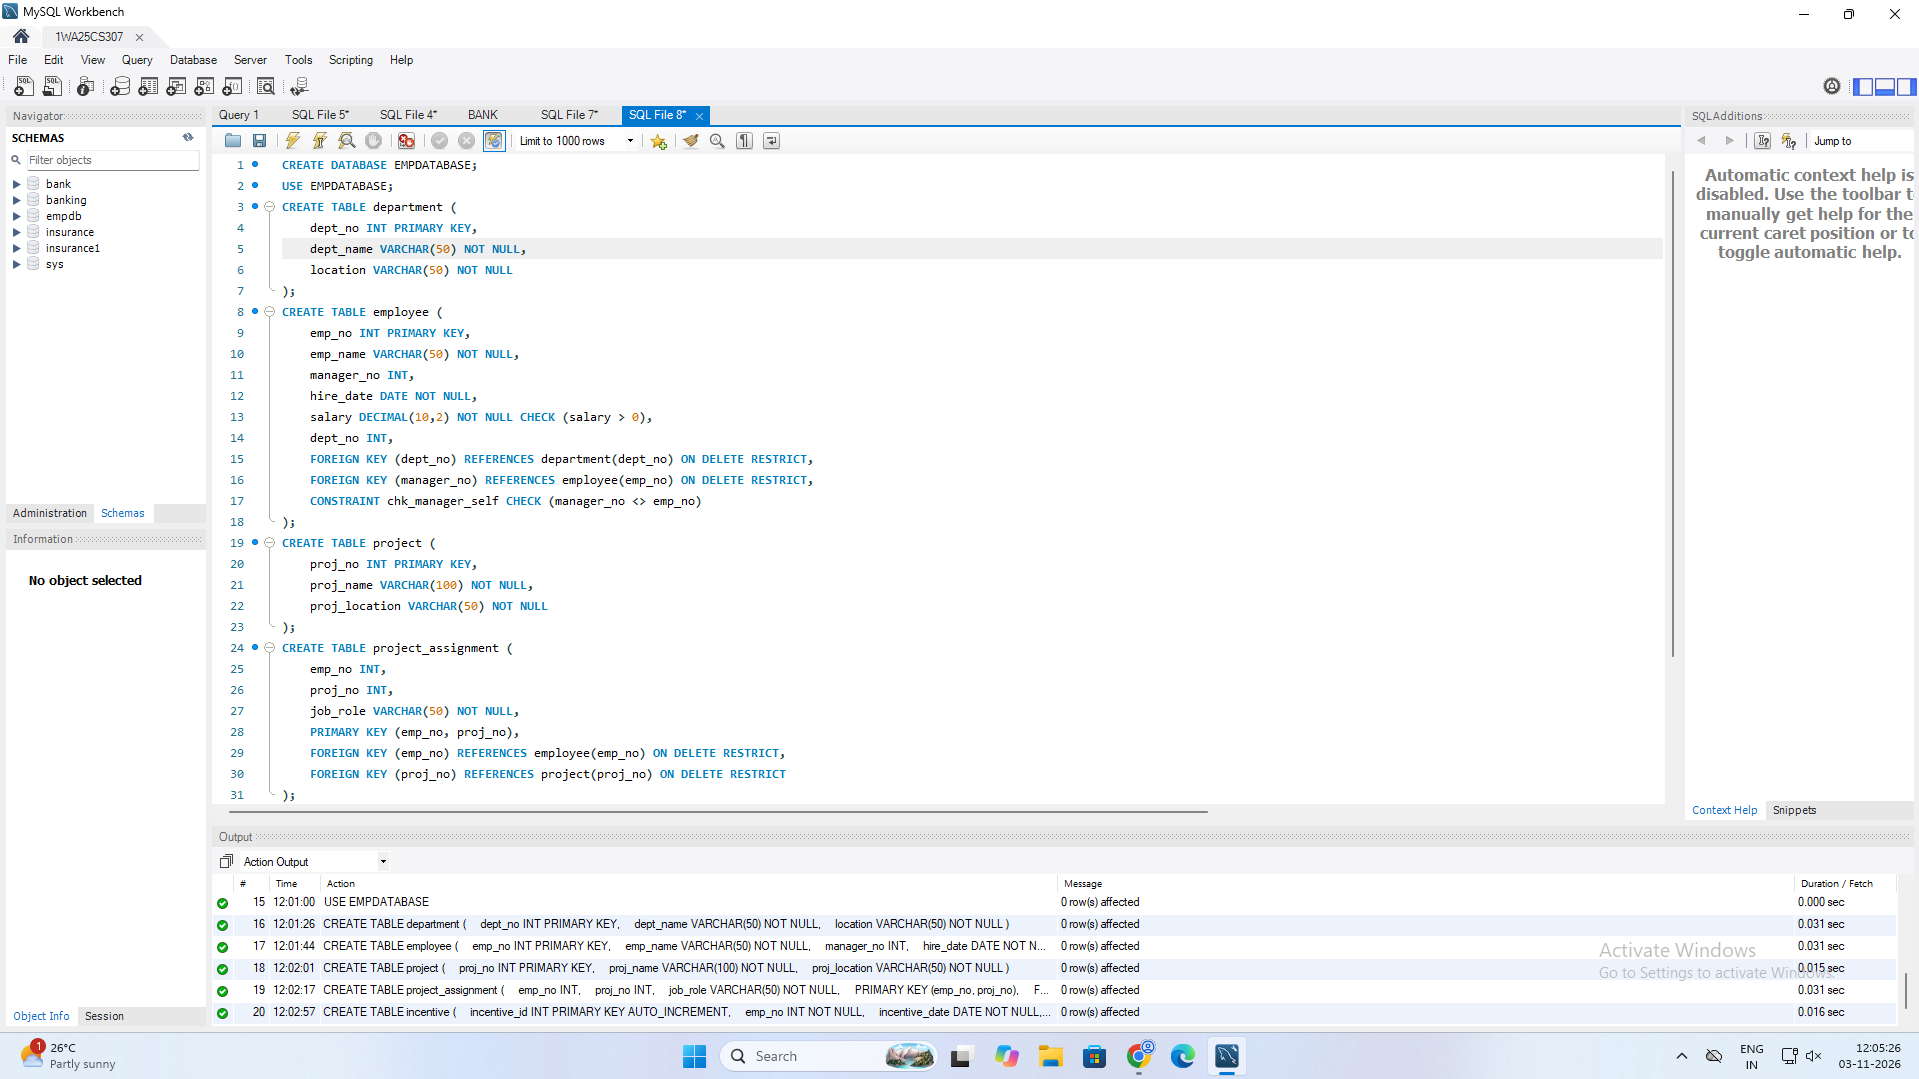 MySQL Workbench
1WA25CS307
File Edit View Query Database Server Tools Scripting Help
Navigator
SCHEMAS
Filter objects
bank
banking
empdb
insurance
insurance1
sys
Administration Schemas
Information
No object selected
Object Info Session
Query 1 SQL File 5* SQL File 4* BANK SQL File 7* SQL File 8*
Limit to 1000 rows
1 CREATE DATABASE EMPDATABASE;
2 USE EMPDATABASE;
3 CREATE TABLE department (
4 dept_no INT PRIMARY KEY,
5 dept_name VARCHAR(50) NOT NULL,
6 location VARCHAR(50) NOT NULL
7 );
8 CREATE TABLE employee (
9 emp_no INT PRIMARY KEY,
10 emp_name VARCHAR(50) NOT NULL,
11 manager_no INT,
12 hire_date DATE NOT NULL,
13 salary DECIMAL(10,2) NOT NULL CHECK (salary > 0),
14 dept_no INT,
15 FOREIGN KEY (dept_no) REFERENCES department(dept_no) ON DELETE RESTRICT,
16 FOREIGN KEY (manager_no) REFERENCES employee(emp_no) ON DELETE RESTRICT,
17 CONSTRAINT chk_manager_self CHECK (manager_no <> emp_no)
18 );
19 CREATE TABLE project (
20 proj_no INT PRIMARY KEY,
21 proj_name VARCHAR(100) NOT NULL,
22 proj_location VARCHAR(50) NOT NULL
23 );
24 CREATE TABLE project_assignment (
25 emp_no INT,
26 proj_no INT,
27 job_role VARCHAR(50) NOT NULL,
28 PRIMARY KEY (emp_no, proj_no),
29 FOREIGN KEY (emp_no) REFERENCES employee(emp_no) ON DELETE RESTRICT,
30 FOREIGN KEY (proj_no) REFERENCES project(proj_no) ON DELETE RESTRICT
31 );
SQLAdditions
Jump to
Automatic context help is
disabled. Use the toolbar t
manually get help for the
current caret position or to
toggle automatic help.
Context Help Snippets
Output
Action Output
# Time Action Message Duration / Fetch
15 12:01:00 USE EMPDATABASE 0 row(s) affected 0.000 sec
16 12:01:26 CREATE TABLE department ( dept_no INT PRIMARY KEY, dept_name VARCHAR(50) NOT NULL, location VARCHAR(50) NOT NULL ) 0 row(s) affected 0.031 sec
17 12:01:44 CREATE TABLE employee ( emp_no INT PRIMARY KEY, emp_name VARCHAR(50) NOT NULL, manager_no INT, hire_date DATE NOT N... 0 row(s) affected 0.031 sec
18 12:02:01 CREATE TABLE project ( proj_no INT PRIMARY KEY, proj_name VARCHAR(100) NOT NULL, proj_location VARCHAR(50) NOT NULL ) 0 row(s) affected 0.015 sec
19 12:02:17 CREATE TABLE project_assignment ( emp_no INT, proj_no INT, job_role VARCHAR(50) NOT NULL, PRIMARY KEY (emp_no, proj_no), F... 0 row(s) affected 0.031 sec
20 12:02:57 CREATE TABLE incentive ( incentive_id INT PRIMARY KEY AUTO_INCREMENT, emp_no INT NOT NULL, incentive_date DATE NOT NULL,... 0 row(s) affected 0.016 sec
Activate Windows
Go to Settings to activate Windows.
1
26°C
Partly sunny
Search
ENG
IN
12:05:26
03-11-2026